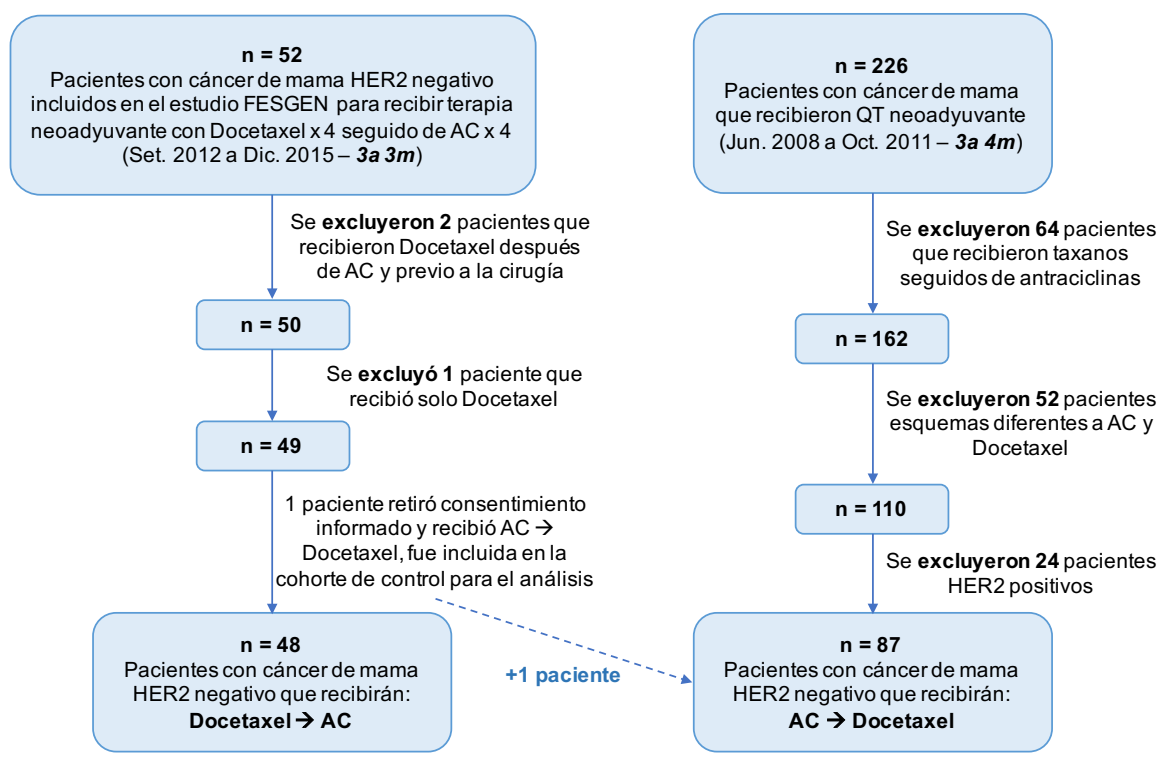 n = 52
Pacientes con cáncer de mama HER2 negativo
incluidos en el estudio FESGEN para recibir terapia
neoadyuvante con Docetaxel x 4 seguido de AC x 4
(Set. 2012 a Dic. 2015 – 3a 3m)
Se excluyeron 2 pacientes que
recibieron Docetaxel después
de AC y previo a la cirugía
n = 50
Se excluyó 1 paciente que
recibió solo Docetaxel
n = 49
1 paciente retiró consentimiento
informado y recibió AC →
Docetaxel, fue incluida en la
cohorte de control para el análisis
n = 48
Pacientes con cáncer de mama
HER2 negativo que recibirán:
Docetaxel → AC
+1 paciente
n = 226
Pacientes con cáncer de mama
que recibieron QT neoadyuvante
(Jun. 2008 a Oct. 2011 – 3a 4m)
Se excluyeron 64 pacientes
que recibieron taxanos
seguidos de antraciclinas
n = 162
Se excluyeron 52 pacientes
esquemas diferentes a AC y
Docetaxel
n = 110
Se excluyeron 24 pacientes
HER2 positivos
n = 87
Pacientes con cáncer de mama
HER2 negativo que recibirán:
AC → Docetaxel